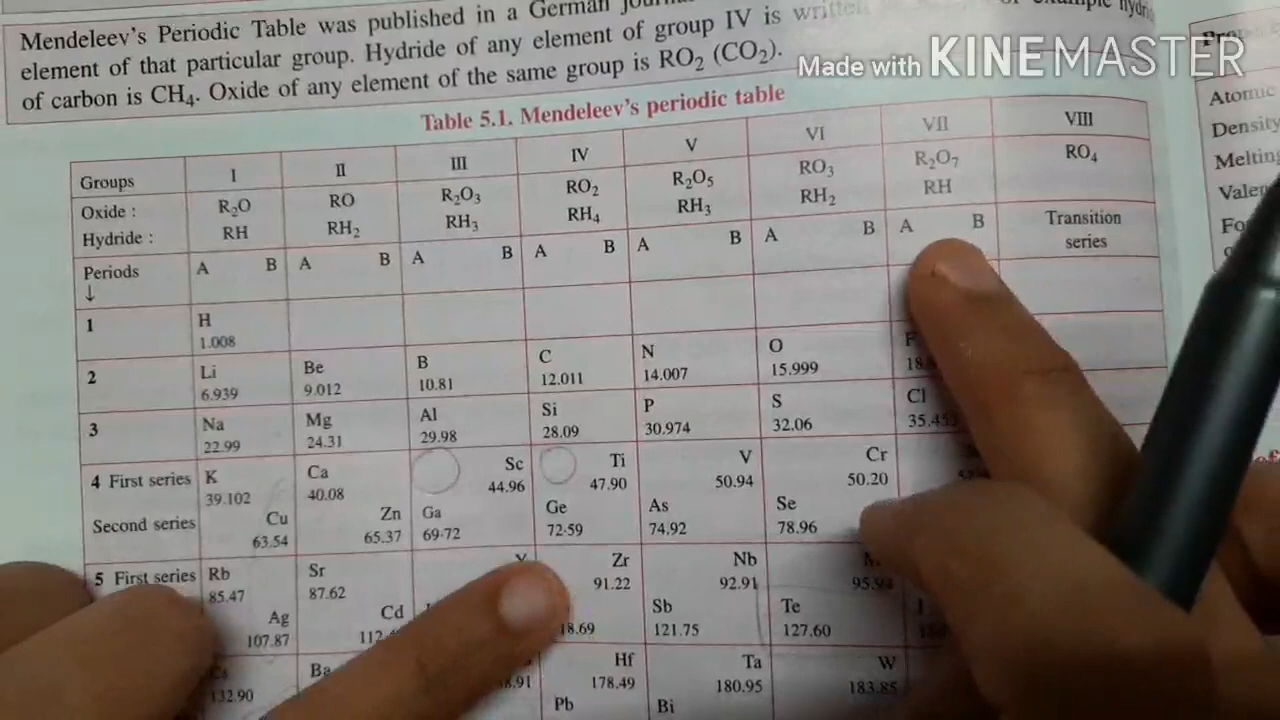 Mendeleev's Periodic Table was published in a German
element of that particular group. Hydride of any element of group IV is written
of carbon is CH₄. Oxide of any element of the same group is RO₂ (CO₂).
Made with KINEMASTER
Table 5.1. Mendeleev's periodic table
Groups I II III IV V VI VII VIII
Oxide : R₂O RO R₂O₃ RO₂ R₂O₅ RO₃ R₂O₇ RO₄
Hydride : RH RH₂ RH₃ RH₄ RH₃ RH₂ RH
Periods A B A B A B A B A B A B A B Transition series
↓
1 H
1.008
2 Li Be B C N O F
6.939 9.012 10.81 12.011 14.007 15.999
3 Na Mg Al Si P S Cl
22.99 24.31 29.98 28.09 30.974 32.06 35.453
4 First series K Ca Sc Ti V Cr
39.102 40.08 44.96 47.90 50.94 50.20
Second series Cu Zn Ga Ge As Se
63.54 65.37 69.72 72.59 74.92 78.96
5 First series Rb Sr Y Zr Nb
85.47 87.62 91.22 92.91 95.94
Ag Cd Sb Te I
107.87 121.75 127.60
Cs Ba Hf Ta W
132.90 178.49 180.95 183.85
Pb Bi
Atomic
Density
Melting